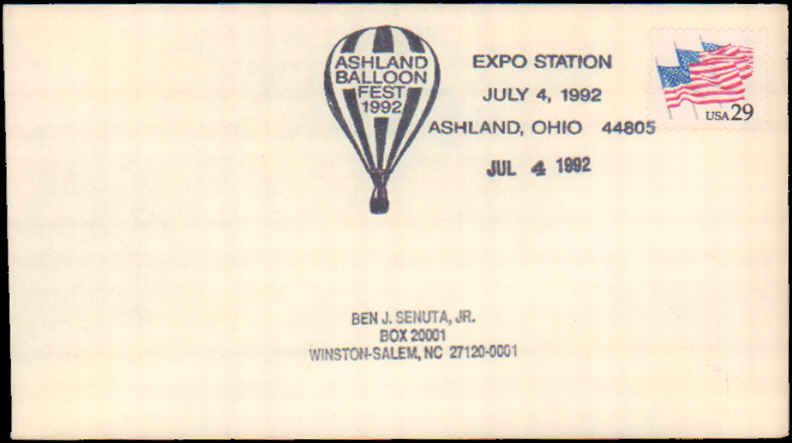 ASHLAND
BALLOON
FEST
1992
EXPO STATION
JULY 4, 1992
ASHLAND, OHIO 44805
JUL 4 1992
USA 29
BEN J. SENUTA, JR.
BOX 20001
WINSTON-SALEM, NC 27120-0001